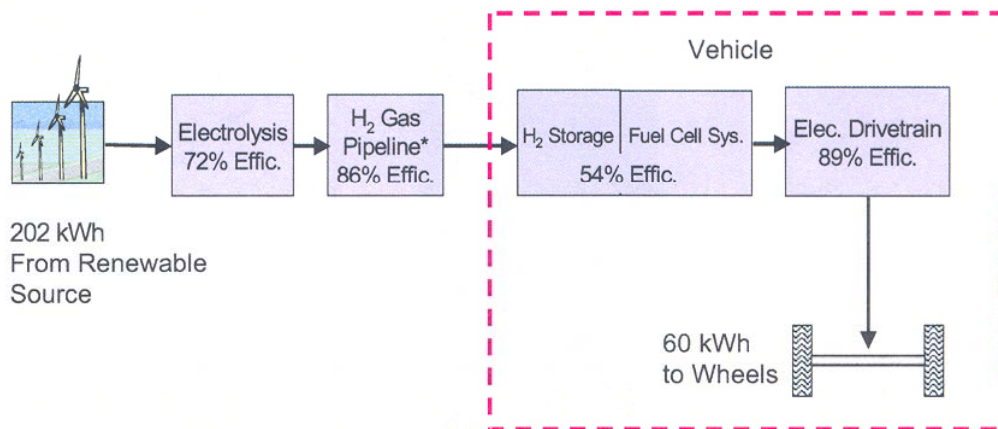 Vehicle
Electrolysis
72% Effic.
H₂ Gas
Pipeline*
86% Effic.
H₂ Storage
Fuel Cell Sys.
54% Effic.
Elec. Drivetrain
89% Effic.
202 kWh
From Renewable
Source
60 kWh
to Wheels